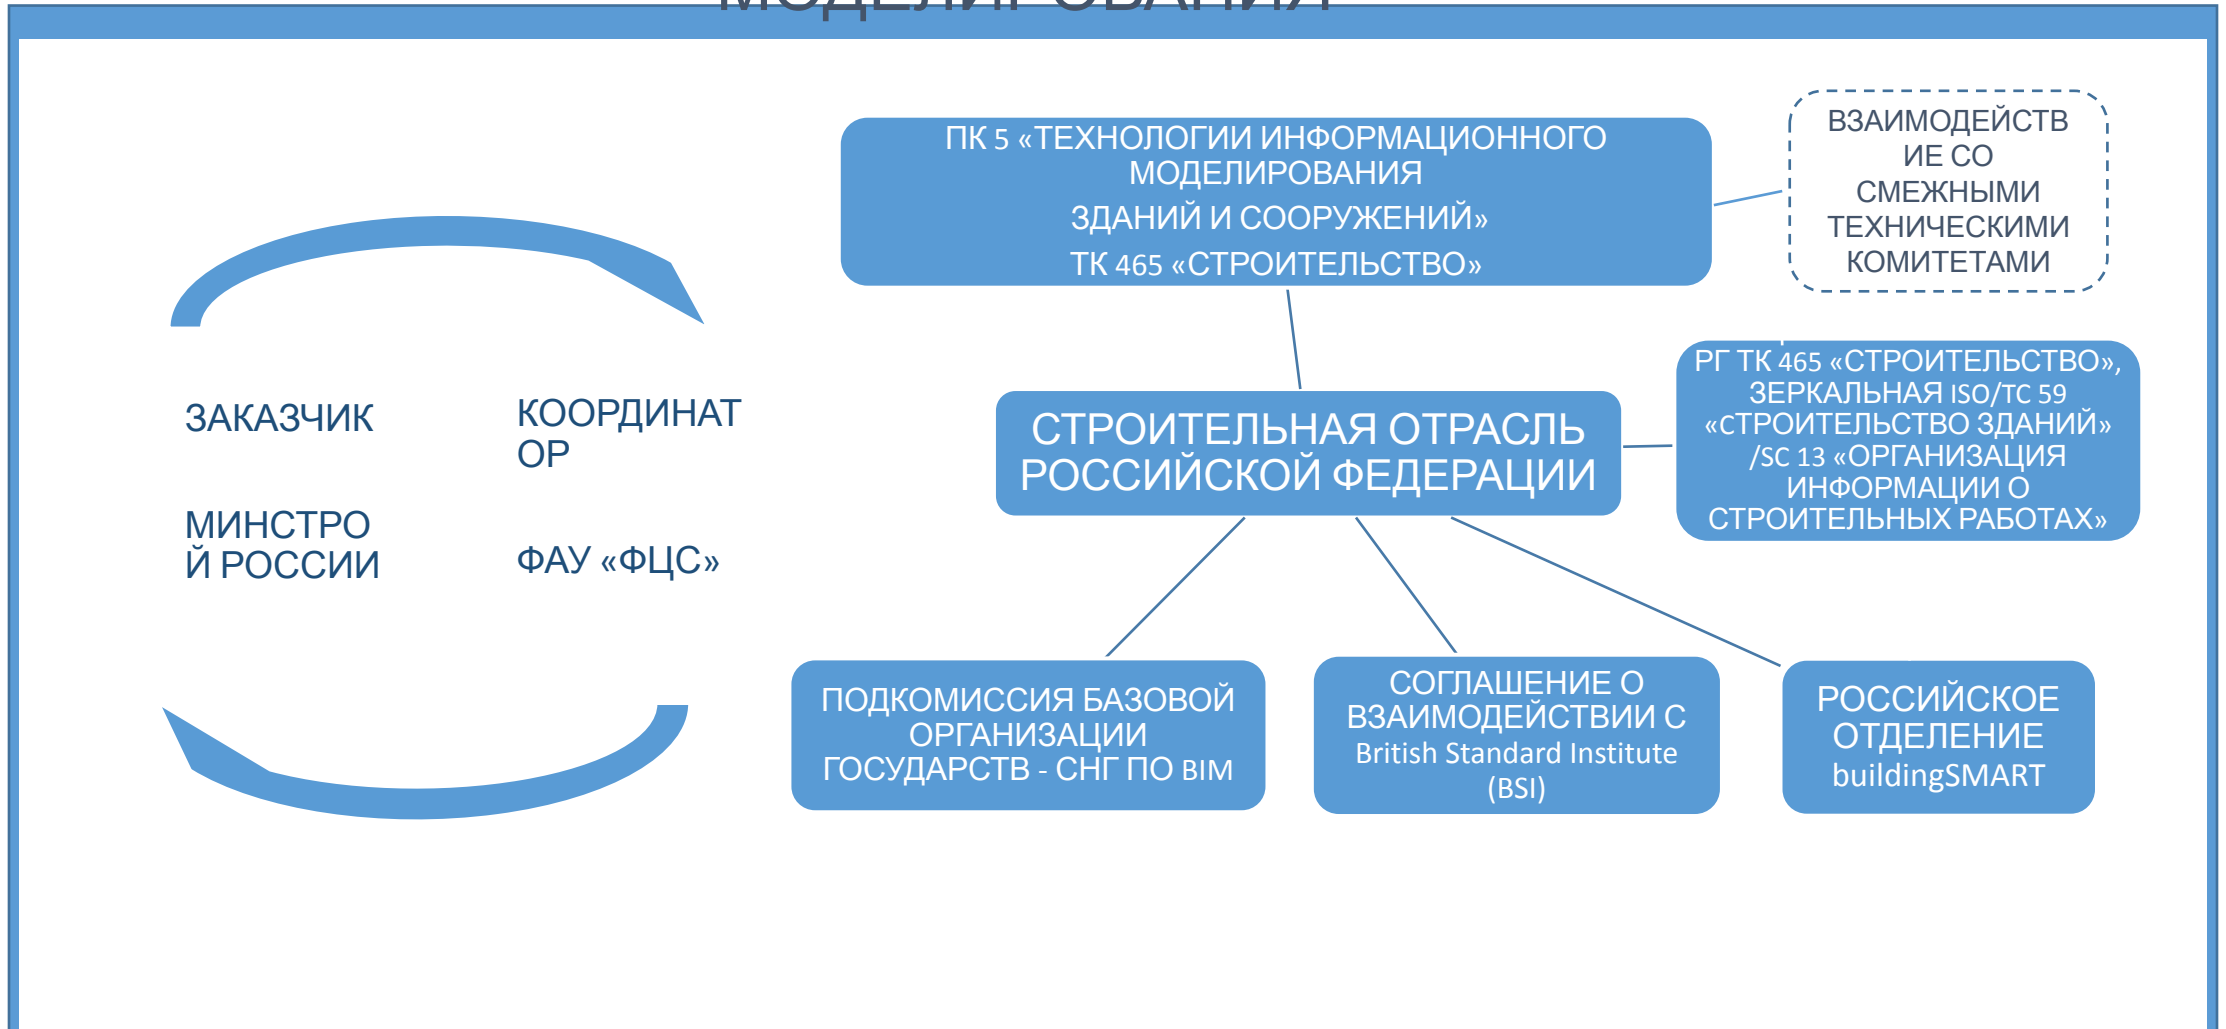 МОДЕЛИРОВАНИЯ
ЗАКАЗЧИК
МИНСТРО
Й РОССИИ
КООРДИНАТ
ОР
ФАУ «ФЦС»
ПК 5 «ТЕХНОЛОГИИ ИНФОРМАЦИОННОГО
МОДЕЛИРОВАНИЯ
ЗДАНИЙ И СООРУЖЕНИЙ»
ТК 465 «СТРОИТЕЛЬСТВО»
ВЗАИМОДЕЙСТВ
ИЕ СО
СМЕЖНЫМИ
ТЕХНИЧЕСКИМИ
КОМИТЕТАМИ
СТРОИТЕЛЬНАЯ ОТРАСЛЬ
РОССИЙСКОЙ ФЕДЕРАЦИИ
РГ ТК 465 «СТРОИТЕЛЬСТВО»,
ЗЕРКАЛЬНАЯ ISO/TC 59
«СТРОИТЕЛЬСТВО ЗДАНИЙ»
/SC 13 «ОРГАНИЗАЦИЯ
ИНФОРМАЦИИ О
СТРОИТЕЛЬНЫХ РАБОТАХ»
ПОДКОМИССИЯ БАЗОВОЙ
ОРГАНИЗАЦИИ
ГОСУДАРСТВ - СНГ ПО BIM
СОГЛАШЕНИЕ О
ВЗАИМОДЕЙСТВИИ С
British Standard Institute
(BSI)
РОССИЙСКОЕ
ОТДЕЛЕНИЕ
buildingSMART